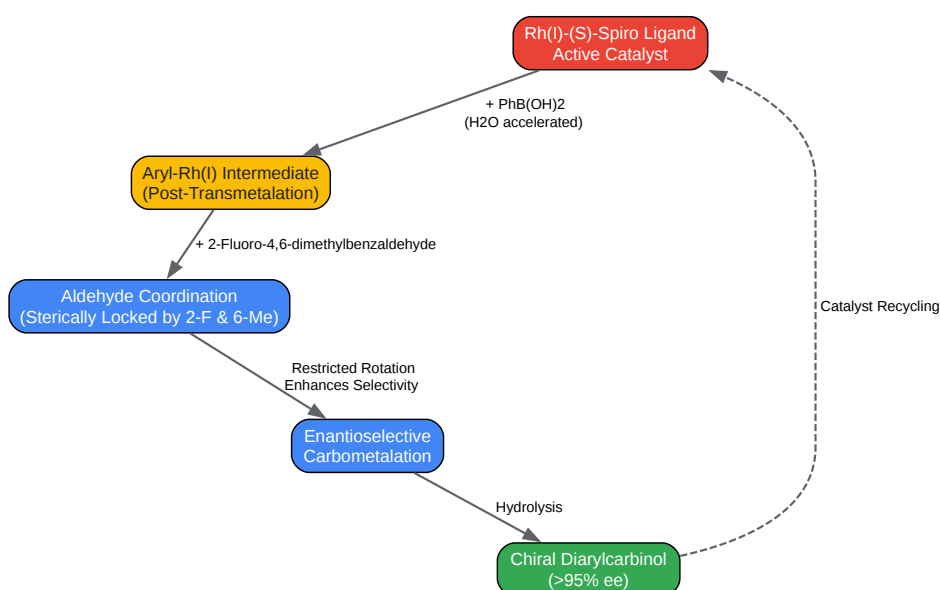 Rh(I)-(S)-Spiro Ligand
Active Catalyst
+ PhB(OH)2
(H2O accelerated)
Aryl-Rh(I) Intermediate
(Post-Transmetalation)
+ 2-Fluoro-4,6-dimethylbenzaldehyde
Aldehyde Coordination
(Sterically Locked by 2-F & 6-Me)
Catalyst Recycling
Restricted Rotation
Enhances Selectivity
Enantioselective
Carbometalation
Hydrolysis
Chiral Diarylcarbinol
(>95% ee)